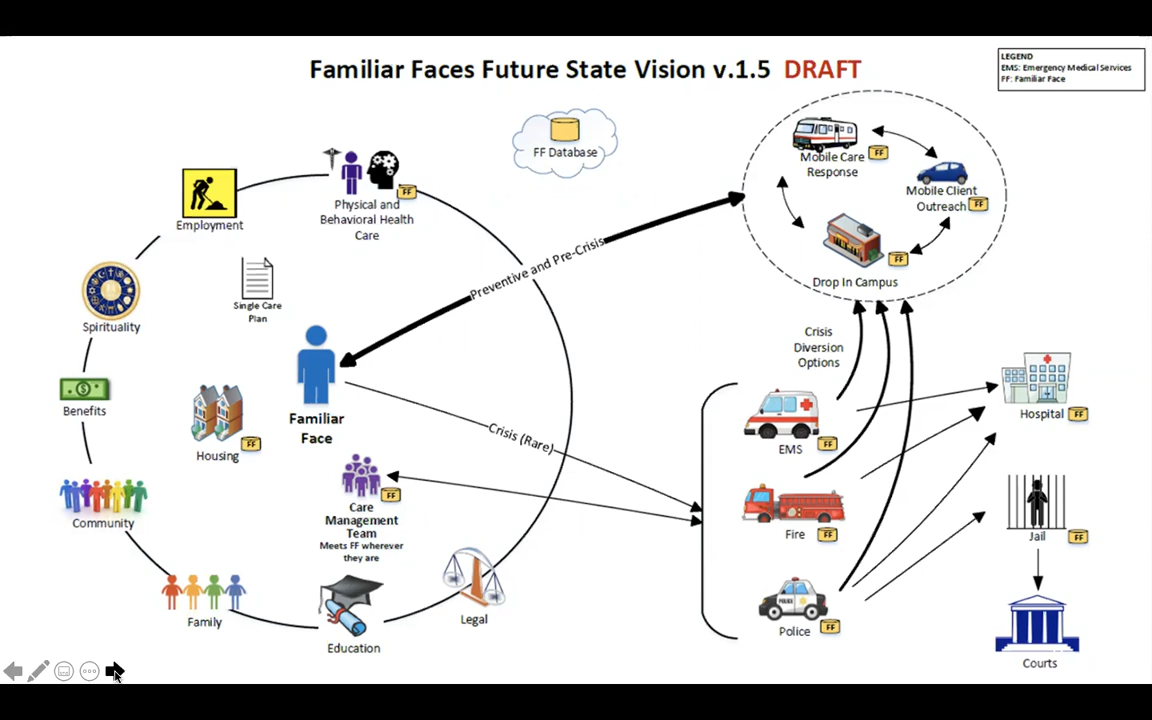 Familiar Faces Future State Vision v.1.5 DRAFT
LEGEND
EMS: Emergency Medical Services
FF: Familiar Face
FF Database
Mobile Care
Response
FF
Mobile Client
Outreach
FF
Drop In Campus
FF
Physical and
Behavioral Health
Care
FF
Employment
Spirituality
Single Care
Plan
Benefits
Housing
FF
Familiar
Face
Preventive and Pre-Crisis
Crisis (Rare)
Care
Management
Team
Meets FF wherever
they are
FF
Community
Family
Education
Legal
Crisis
Diversion
Options
EMS
FF
Fire
FF
Police
FF
POLICE
Hospital
FF
Jail
FF
Courts